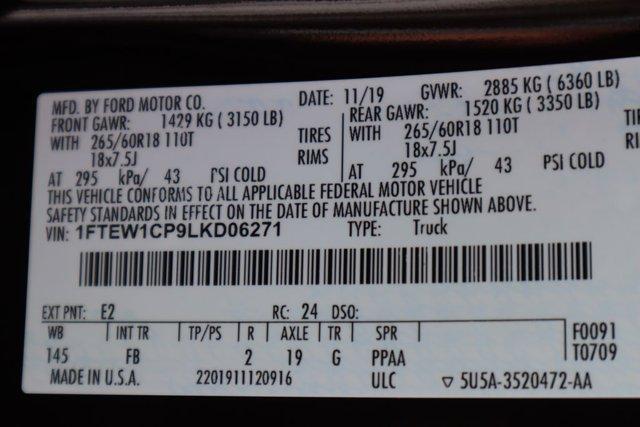 MFD. BY FORD MOTOR CO. DATE: 11/19 GVWR: 2885 KG ( 6360 LB)
FRONT GAWR: 1429 KG ( 3150 LB) REAR GAWR: 1520 KG ( 3350 LB)
WITH 265/60R18 110T TIRES WITH 265/60R18 110T
18x7.5J RIMS 18x7.5J
AT 295 kPa/ 43 PSI COLD AT 295 kPa/ 43 PSI COLD
THIS VEHICLE CONFORMS TO ALL APPLICABLE FEDERAL MOTOR VEHICLE
SAFETY STANDARDS IN EFFECT ON THE DATE OF MANUFACTURE SHOWN ABOVE.
VIN: 1FTEW1CP9LKD06271 TYPE: Truck
EXT PNT: E2 RC: 24 DSO:
WB INT TR TP/PS R AXLE TR SPR F0091
145 FB 2 19 G PPAA T0709
MADE IN U.S.A. 2201911120916 ULC ▽ 5U5A-3520472-AA